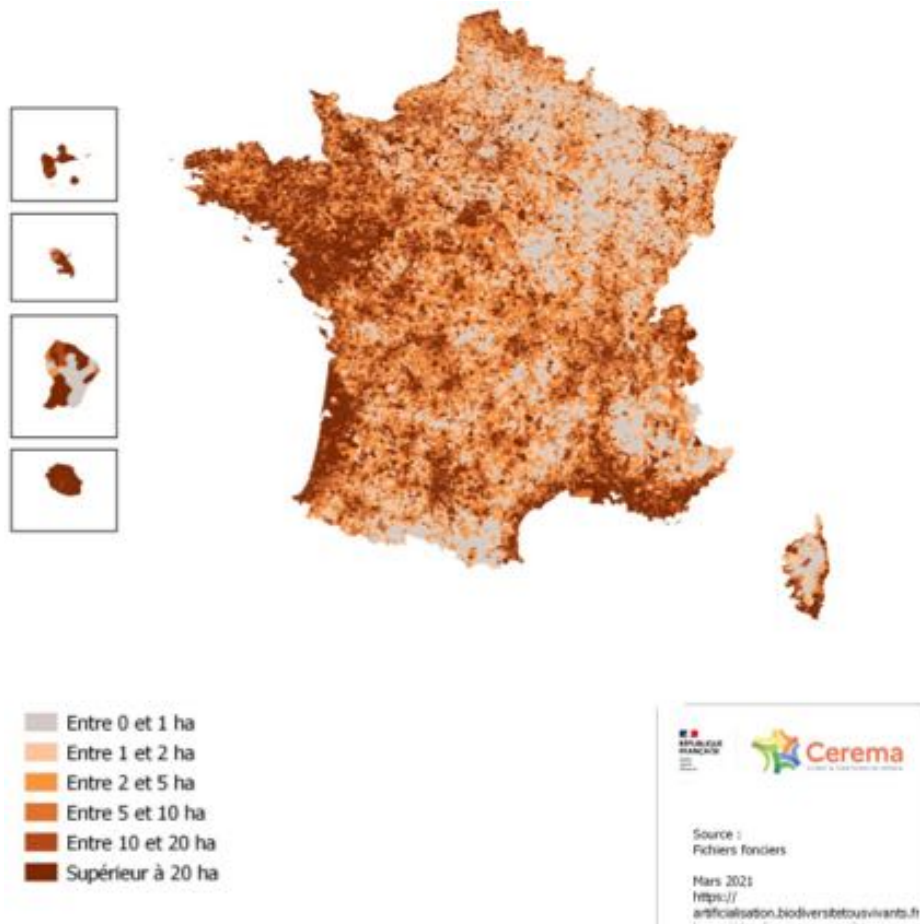 Entre 0 et 1 ha
Entre 1 et 2 ha
Entre 2 et 5 ha
Entre 5 et 10 ha
Entre 10 et 20 ha
Supérieur à 20 ha
RÉPUBLIQUE
FRANÇAISE
Cerema
Source :
Fichiers fonciers
Mars 2021
https://
artificialisation.biodiversitetousvivants.fr